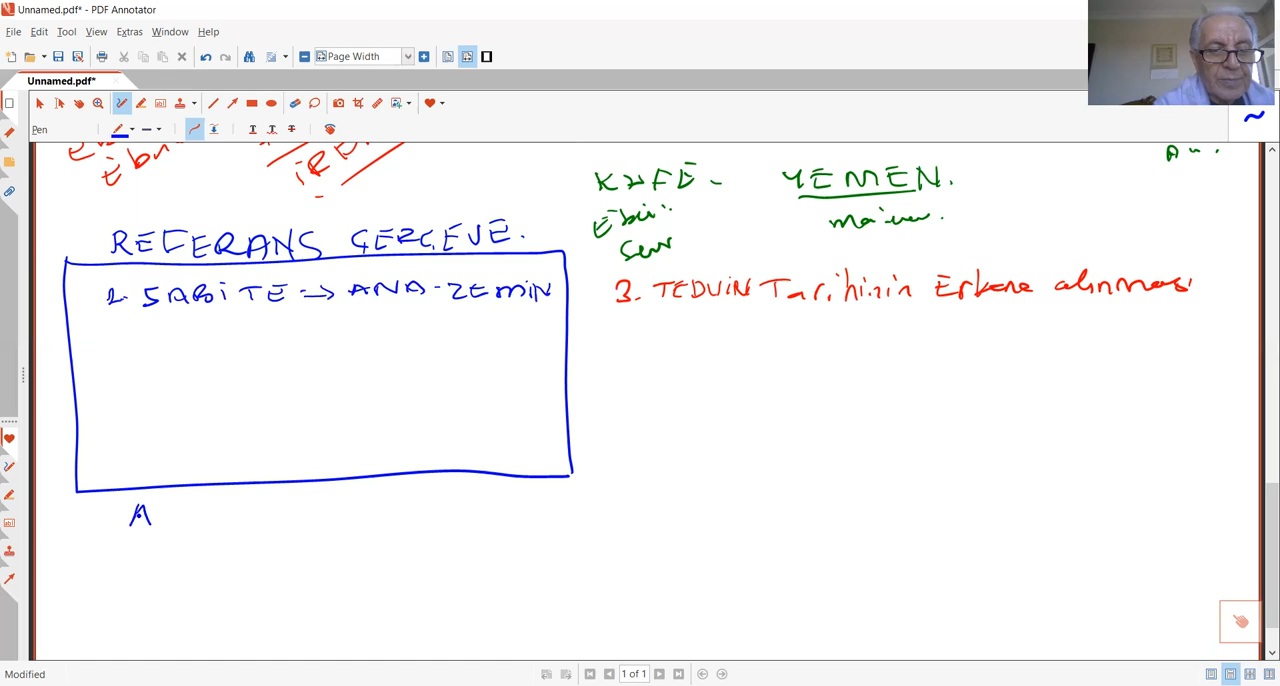 Unnamed.pdf* - PDF Annotator
File Edit Tool View Extras Window Help
Page Width
Unnamed.pdf*
Pen
KUFE - YEMEN.
REFERANS ÇERÇEVE.
1. SABİTE → ANA-ZEMİN
3. TEDVİN Tarihinin Erkene alınması
A
Modified
1 of 1